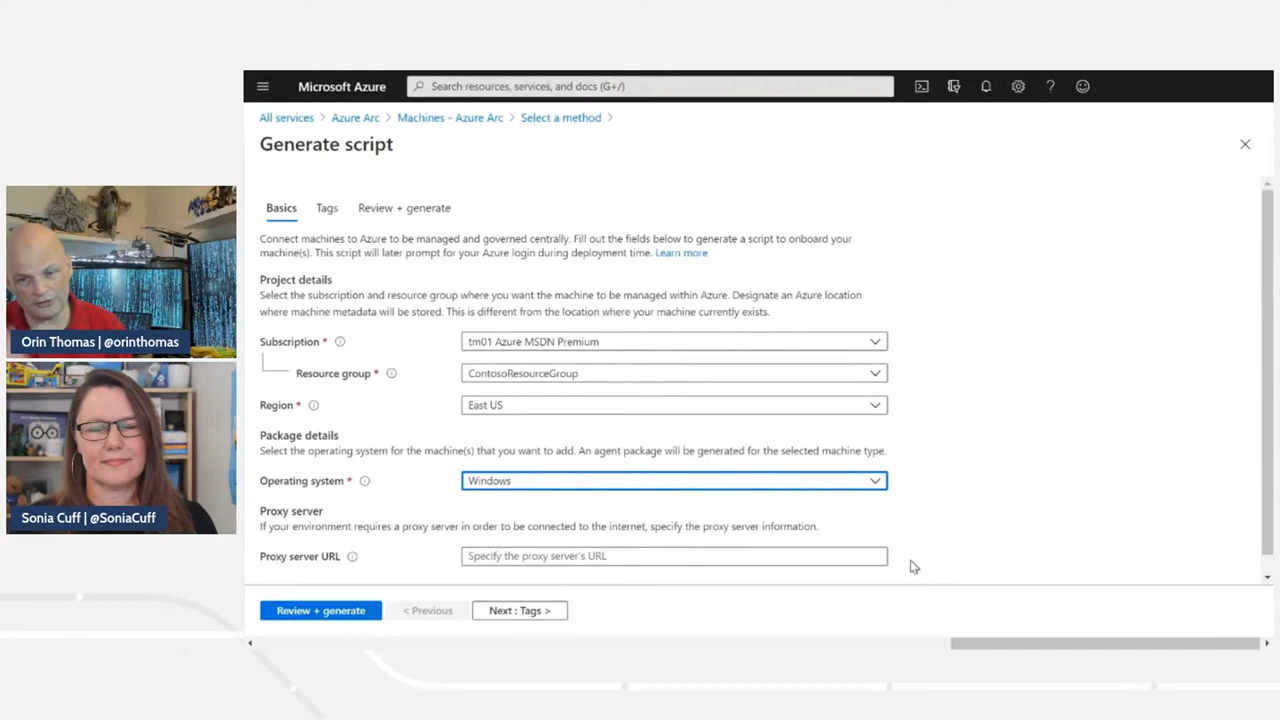 Microsoft Azure
Search resources, services, and docs (G+/)
All services > Azure Arc > Machines - Azure Arc > Select a method >
Generate script
Basics Tags Review + generate
Connect machines to Azure to be managed and governed centrally. Fill out the fields below to generate a script to onboard your
machine(s). This script will later prompt for your Azure login during deployment time. Learn more
Project details
Select the subscription and resource group where you want the machine to be managed within Azure. Designate an Azure location
where machine metadata will be stored. This is different from the location where your machine currently exists.
Subscription * tm01 Azure MSDN Premium
Resource group * ContosoResourceGroup
Region * East US
Package details
Select the operating system for the machine(s) that you want to add. An agent package will be generated for the selected machine type.
Operating system * Windows
Proxy server
If your environment requires a proxy server in order to be connected to the internet, specify the proxy server information.
Proxy server URL Specify the proxy server's URL
Review + generate < Previous Next : Tags >
Orin Thomas | @orinthomas
Sonia Cuff | @SoniaCuff